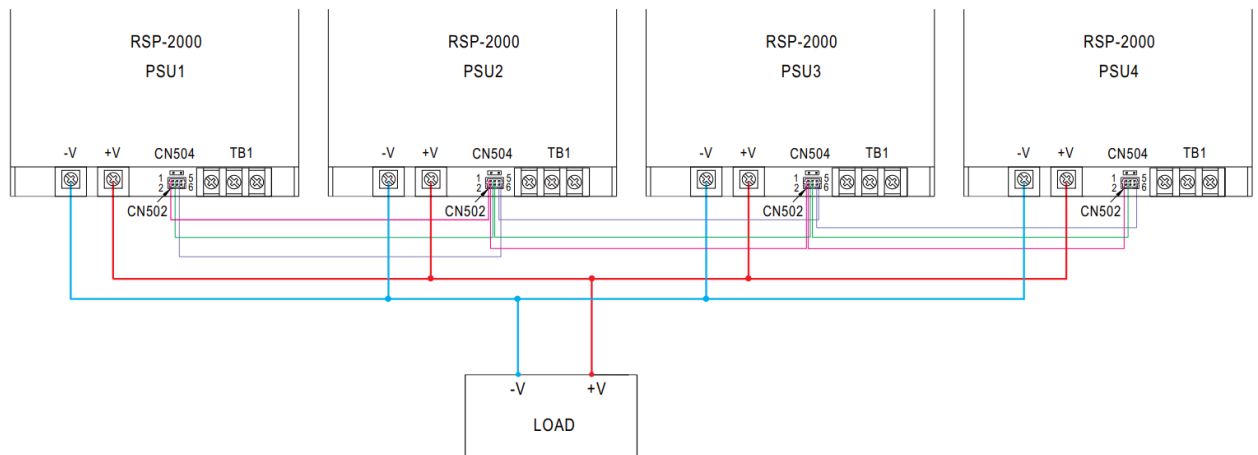 RSP-2000 RSP-2000 RSP-2000 RSP-2000
PSU1 PSU2 PSU3 PSU4
-V +V CN504 TB1 -V +V CN504 TB1 -V +V CN504 TB1 -V +V CN504 TB1
1 5 1 5 1 5 1 5
2 6 2 6 2 6 2 6
CN502 CN502 CN502 CN502
-V +V
LOAD